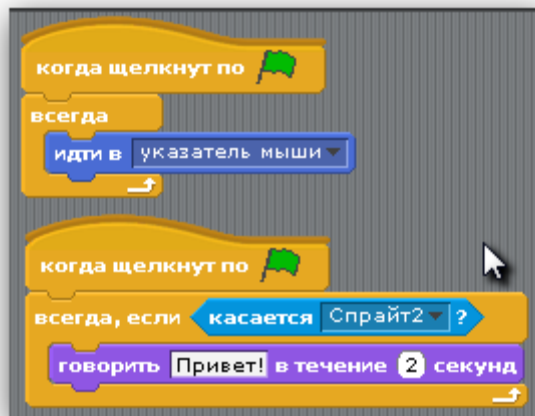 когда щелкнут по
всегда
идти в указатель мыши
когда щелкнут по
всегда, если касается Спрайт2 ?
говорить Привет! в течение 2 секунд